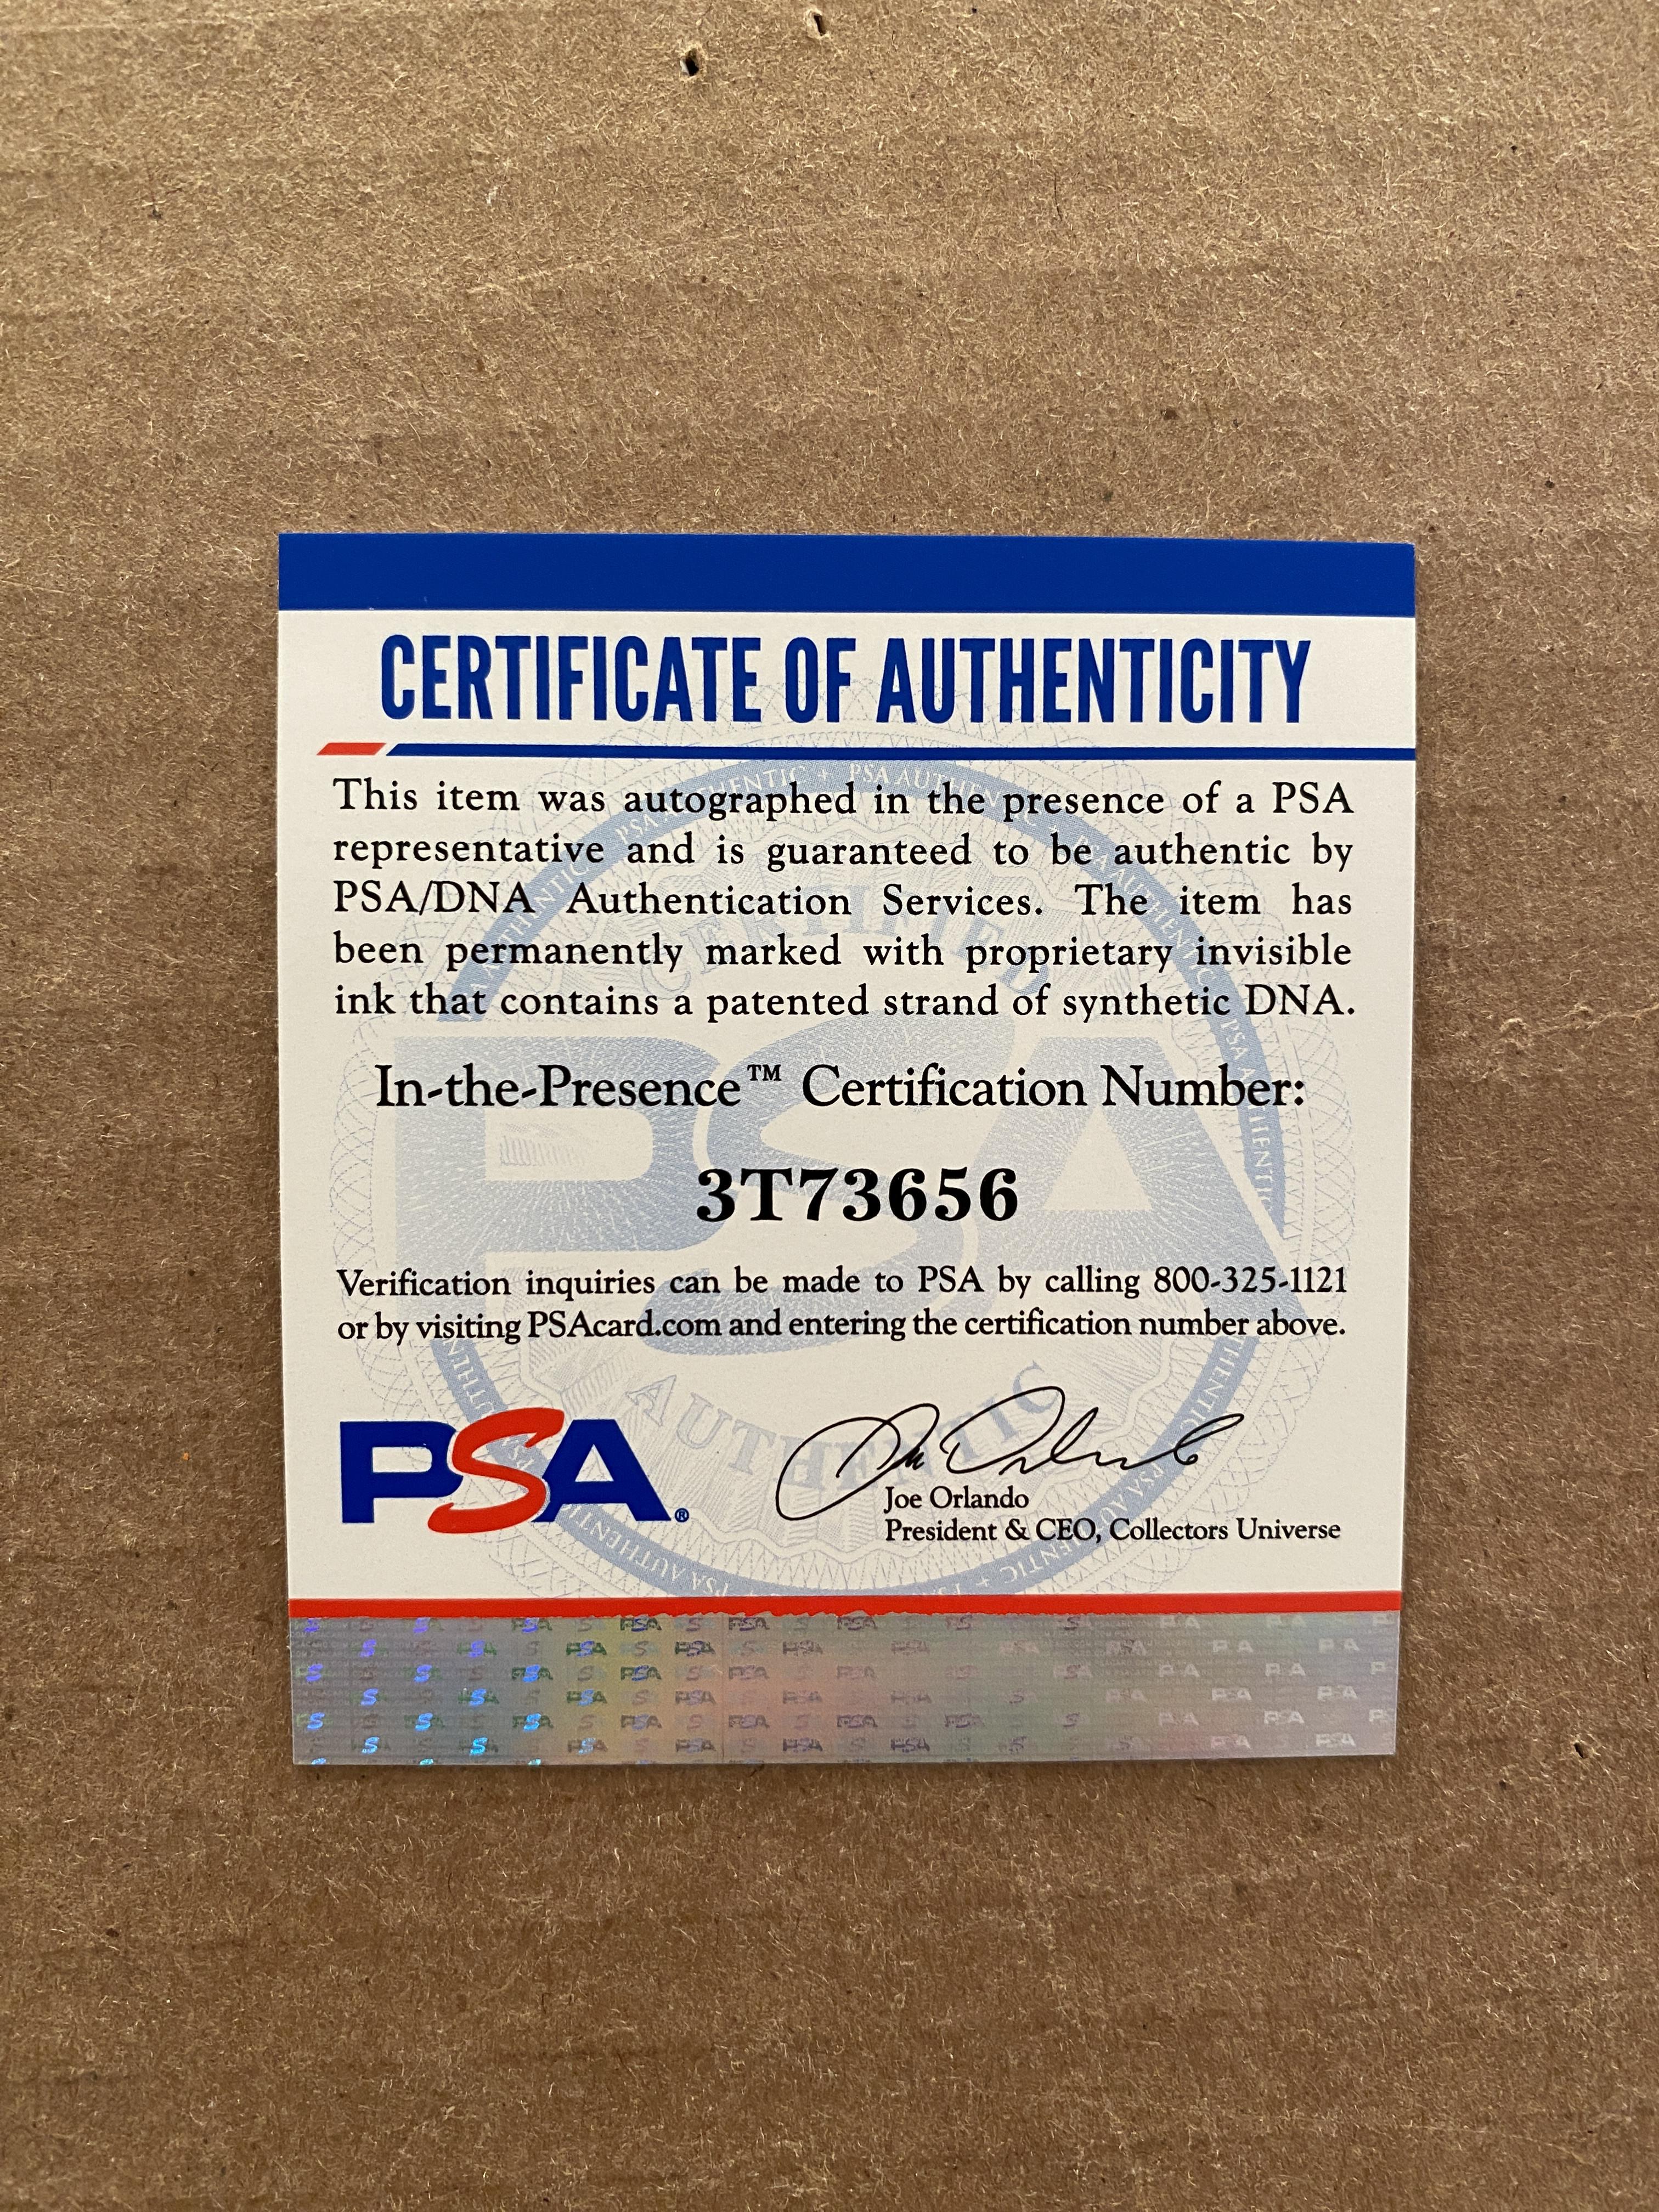 CERTIFICATE OF AUTHENTICITY
This item was autographed in the presence of a PSA
representative and is guaranteed to be authentic by
PSA/DNA Authentication Services. The item has
been permanently marked with proprietary invisible
ink that contains a patented strand of synthetic DNA.
In-the-Presence™ Certification Number:
3T73656
Verification inquiries can be made to PSA by calling 800-325-1121
or by visiting PSAcard.com and entering the certification number above.
PSA®
Joe Orlando
President & CEO, Collectors Universe
CERTIFIED
PSA
AUTHENTIC